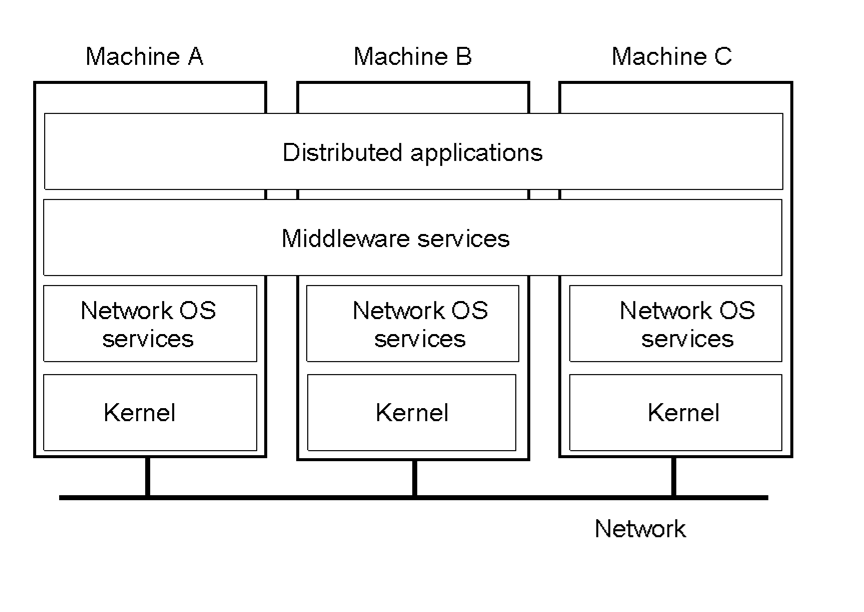 Machine A
Machine B
Machine C
Distributed applications
Middleware services
Network OS
services
Network OS
services
Network OS
services
Kernel
Kernel
Kernel
Network